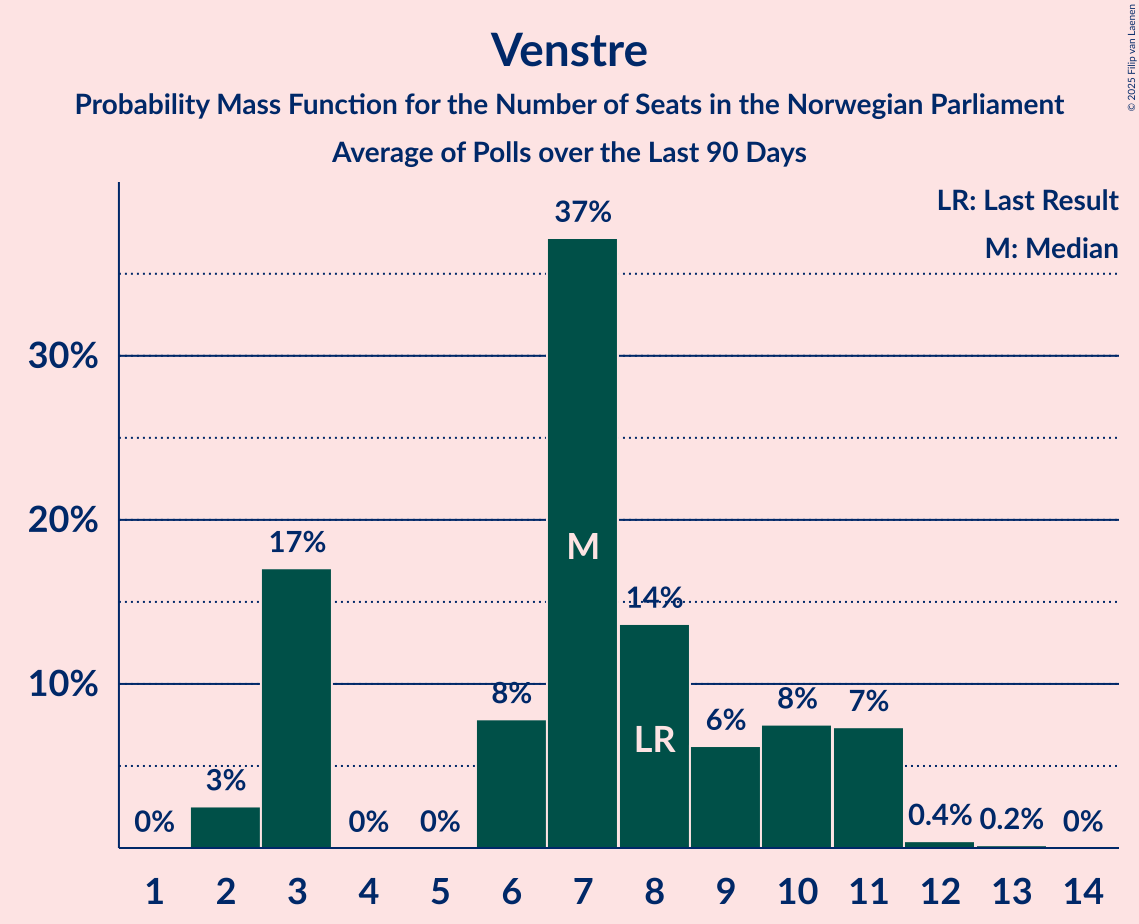 Venstre
Probability Mass Function for the Number of Seats in the Norwegian Parliament
Average of Polls over the Last 90 Days
© 2025 Filip van Laenen
LR: Last Result
M: Median
30%
20%
10%
0%
3%
17%
0%
0%
8%
37%
14%
6%
8%
7%
0.4%
0.2%
0%
M
LR
1 2 3 4 5 6 7 8 9 10 11 12 13 14